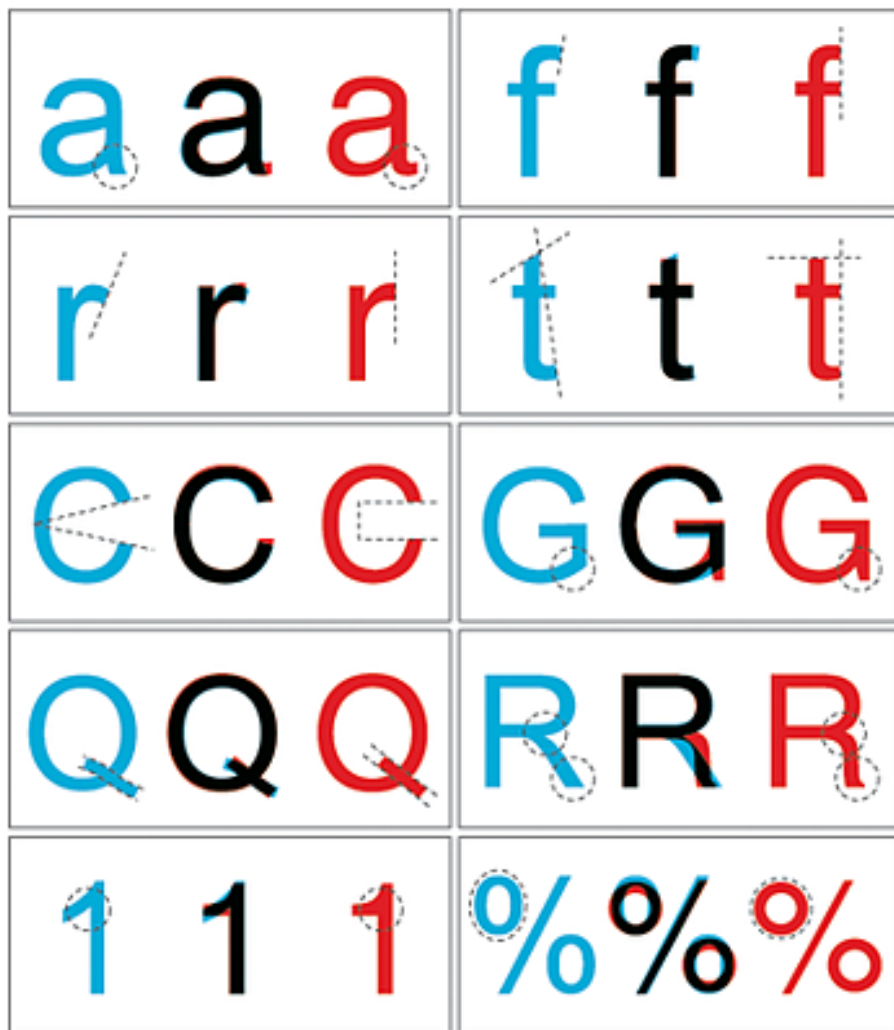 a a a
f f f
r r r
t t t
C C C
G G G
Q Q Q
R R R
1 1 1
% % %